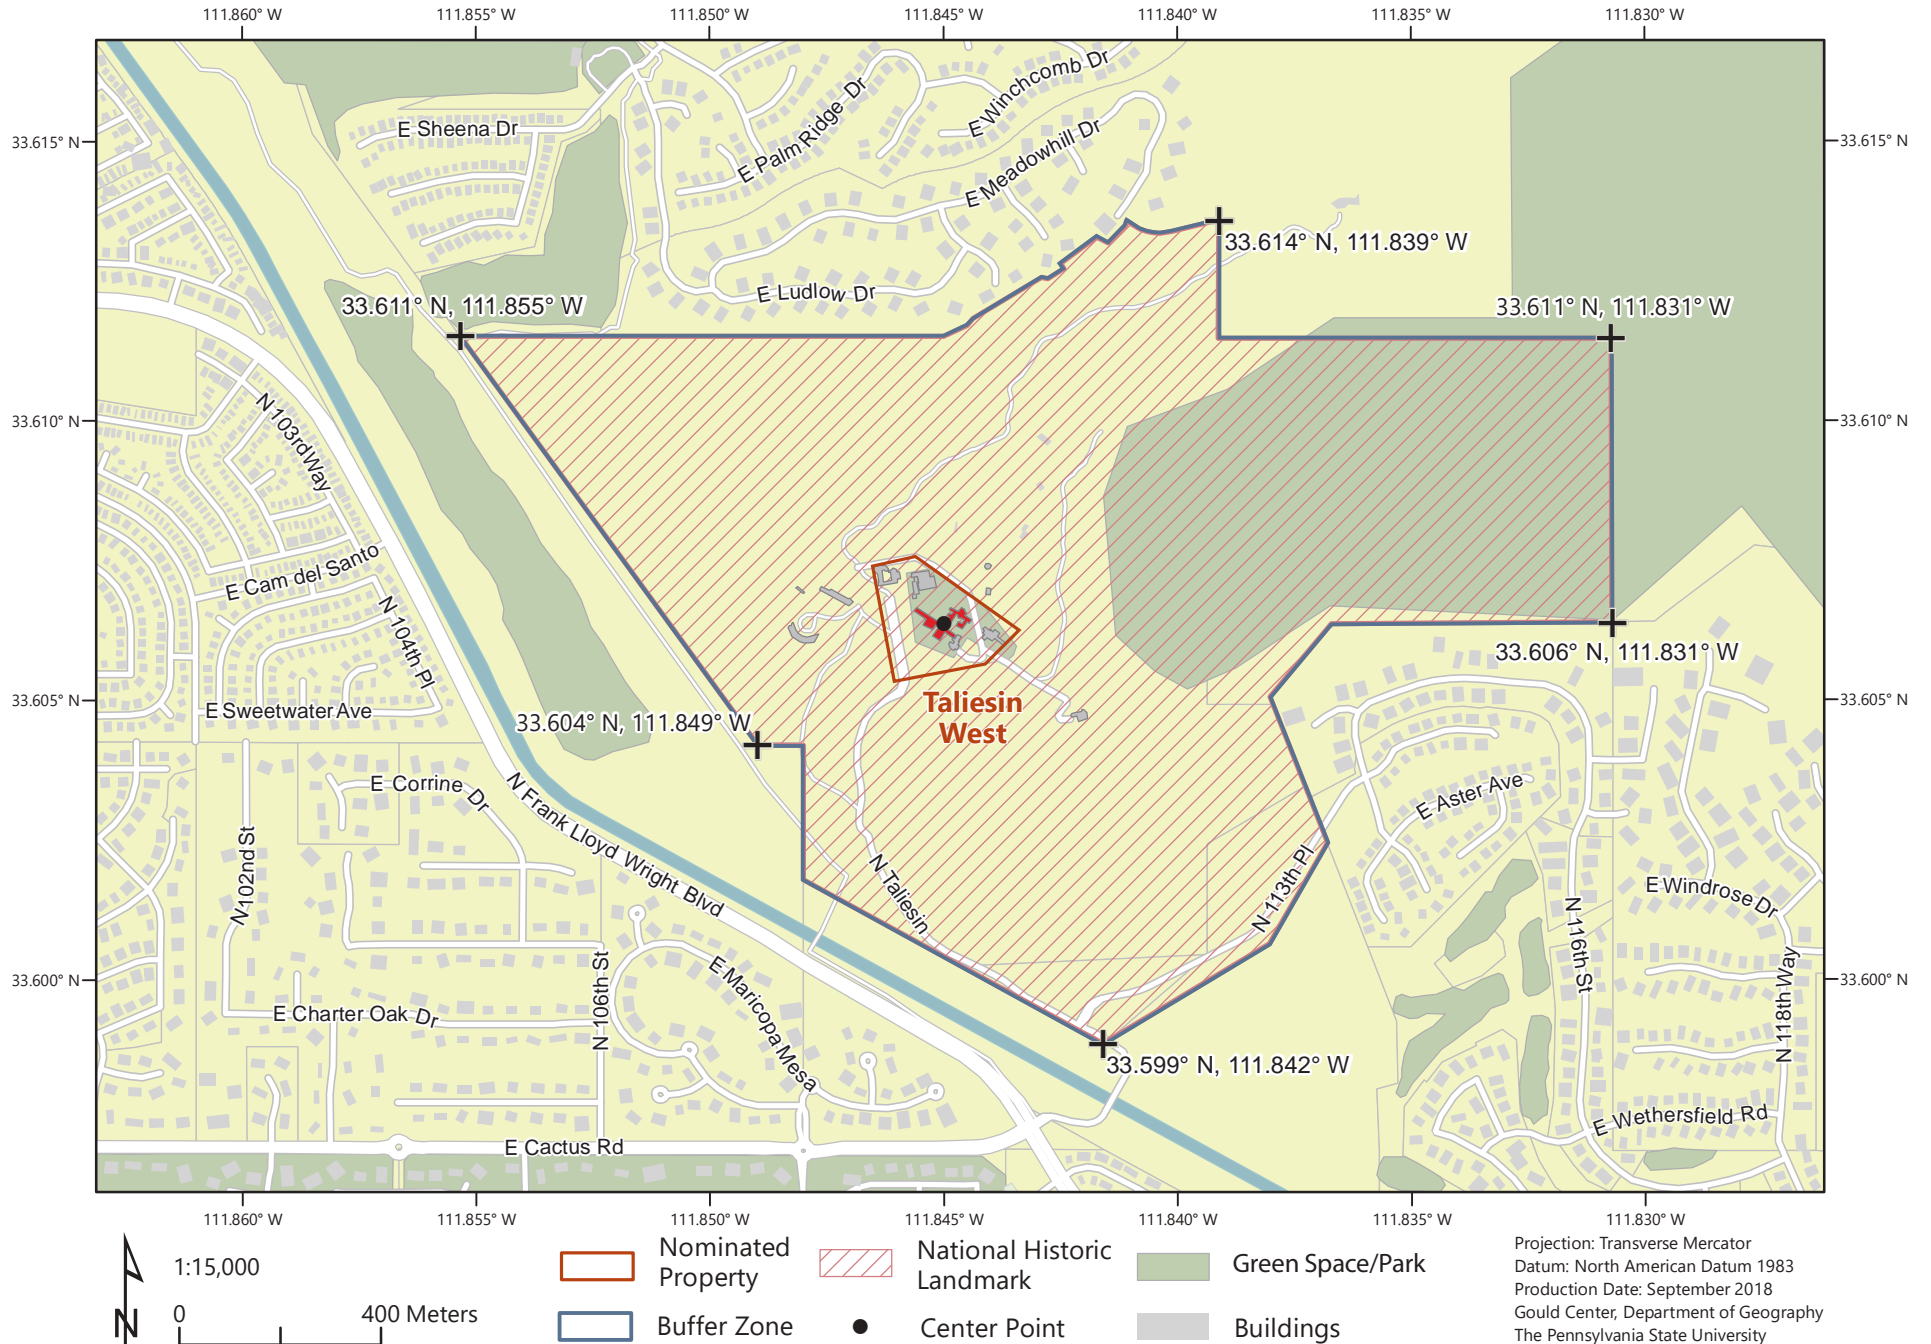 111.860° W
111.855° W
111.850° W
111.845° W
111.840° W
111.835° W
111.830° W
33.615° N
33.615° N
33.610° N
33.610° N
33.605° N
33.605° N
33.600° N
33.600° N
E Sheena Dr
E Palm Ridge Dr
E Winchcomb Dr
E Meadowhill Dr
E Ludlow Dr
33.614° N, 111.839° W
33.611° N, 111.855° W
33.611° N, 111.831° W
N 103rd Way
E Cam del Santo
N 104th Pl
E Sweetwater Ave
33.606° N, 111.831° W
33.604° N, 111.849° W
Taliesin
West
E Corrine Dr
N Frank Lloyd Wright Blvd
N 102nd St
N Taliesin
N 113th Pl
E Aster Ave
E Windrose Dr
N 116th St
N 118th Way
N 106th St
E Maricopa Mesa
E Charter Oak Dr
33.599° N, 111.842° W
E Wethersfield Rd
E Cactus Rd
111.860° W
111.855° W
111.850° W
111.845° W
111.840° W
111.835° W
111.830° W
N
1:15,000
0
400 Meters
Nominated
Property
Buffer Zone
National Historic
Landmark
Center Point
Green Space/Park
Buildings
Projection: Transverse Mercator
Datum: North American Datum 1983
Production Date: September 2018
Gould Center, Department of Geography
The Pennsylvania State University